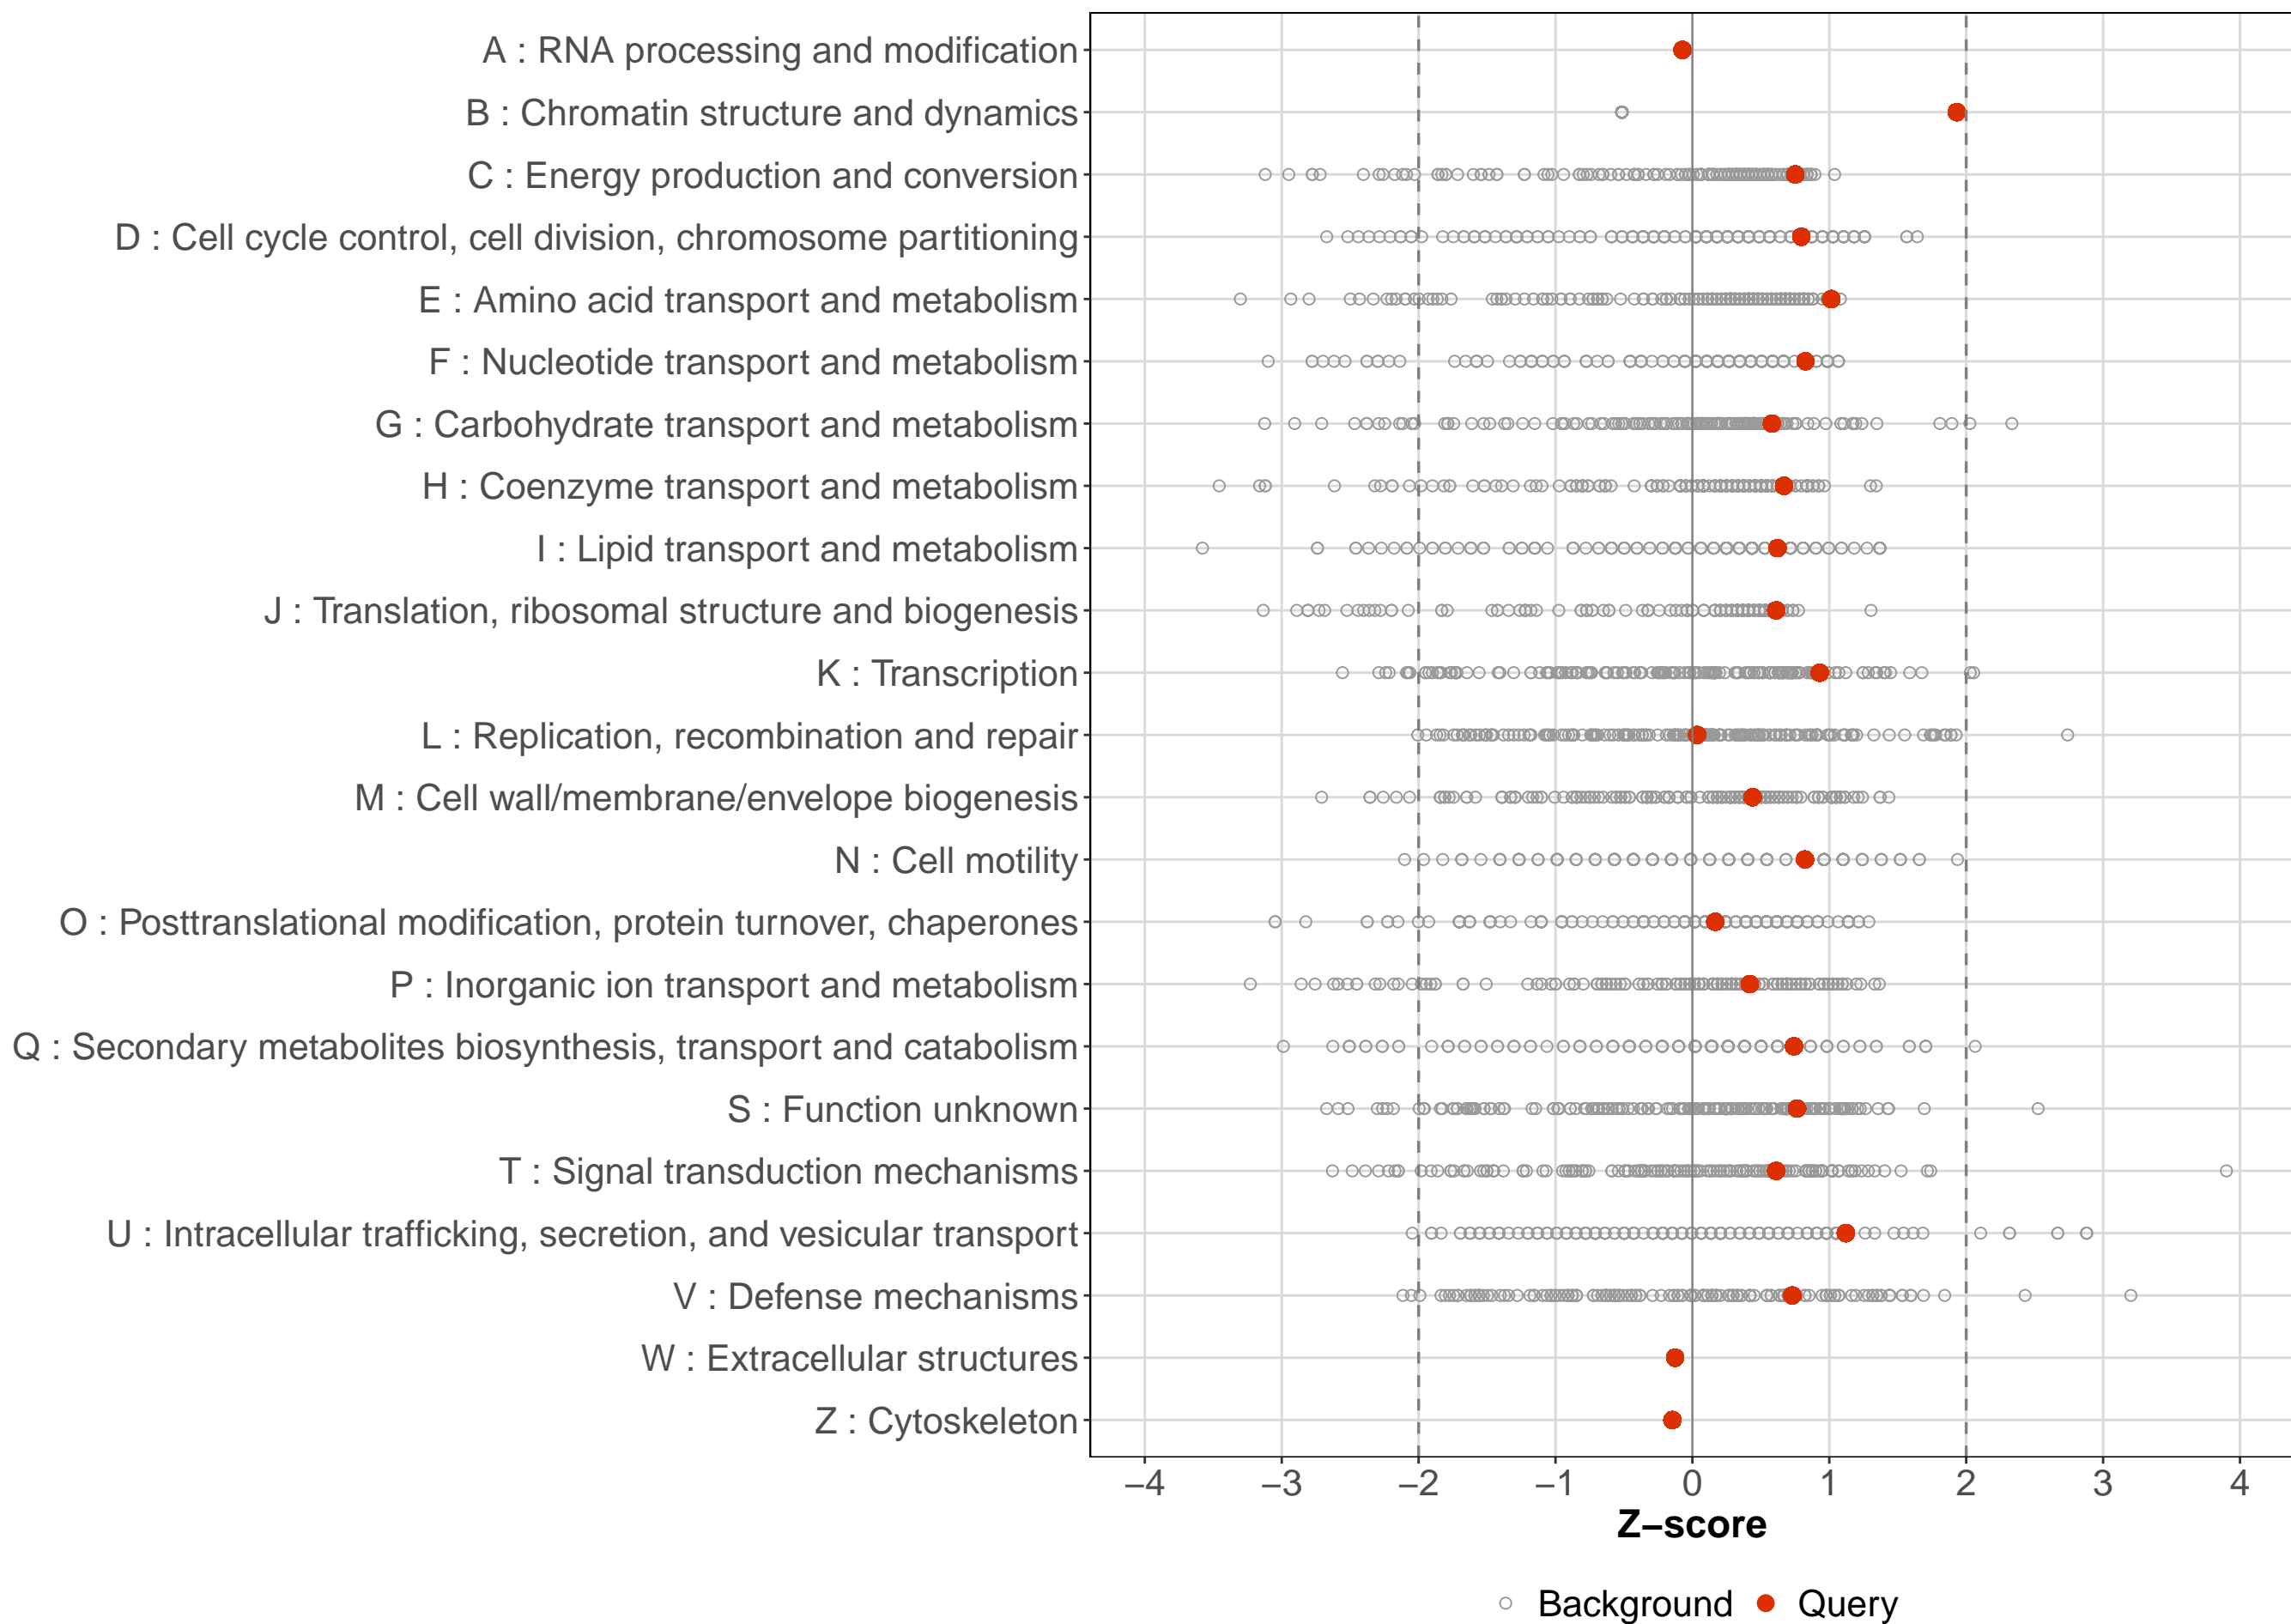 A : RNA processing and modification
B : Chromatin structure and dynamics
C : Energy production and conversion
D : Cell cycle control, cell division, chromosome partitioning
E : Amino acid transport and metabolism
F : Nucleotide transport and metabolism
G : Carbohydrate transport and metabolism
H : Coenzyme transport and metabolism
I : Lipid transport and metabolism
J : Translation, ribosomal structure and biogenesis
K : Transcription
L : Replication, recombination and repair
M : Cell wall/membrane/envelope biogenesis
N : Cell motility
O : Posttranslational modification, protein turnover, chaperones
P : Inorganic ion transport and metabolism
Q : Secondary metabolites biosynthesis, transport and catabolism
S : Function unknown
T : Signal transduction mechanisms
U : Intracellular trafficking, secretion, and vesicular transport
V : Defense mechanisms
W : Extracellular structures
Z : Cytoskeleton
−4 −3 −2 −1 0 1 2 3 4
Z−score
Background Query